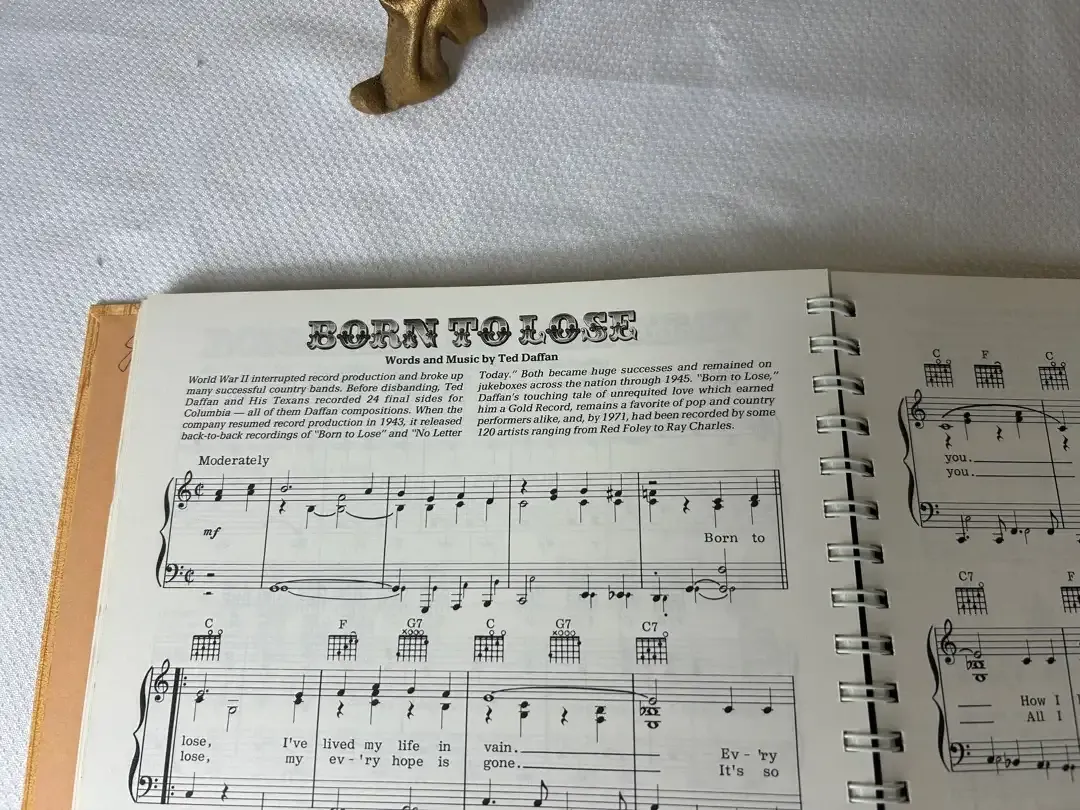 BORN TO LOSE
Words and Music by Ted Daffan
World War II interrupted record production and broke up
many successful country bands. Before disbanding, Ted
Daffan and His Texans recorded 24 final sides for
Columbia — all of them Daffan compositions. When the
company resumed record production in 1943, it released
back-to-back recordings of "Born to Lose" and "No Letter
Today." Both became huge successes and remained on
jukeboxes across the nation through 1945. "Born to Lose,"
Daffan's touching tale of unrequited love which earned
him a Gold Record, remains a favorite of pop and country
performers alike, and, by 1971, had been recorded by some
120 artists ranging from Red Foley to Ray Charles.
Moderately
mf
Born to
C F G7 C G7 C7
lose, I've lived my life in vain. Ev - 'ry
lose, my ev - 'ry hope is gone. It's so
C F C
you.
you.
C7 F
How I
All I